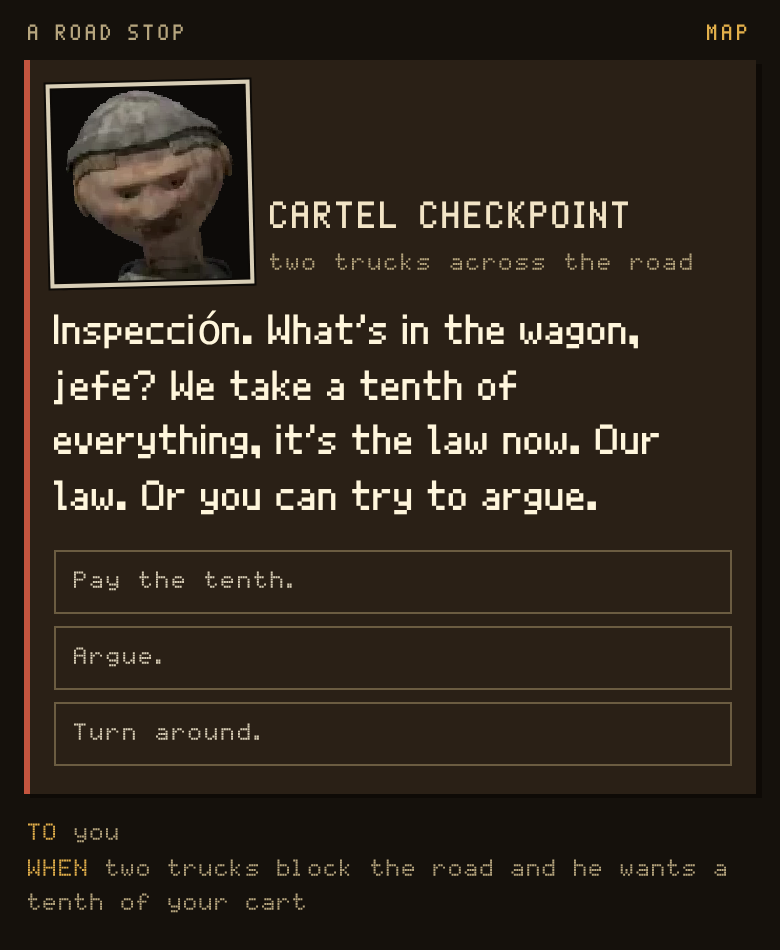 A ROAD STOP
MAP
CARTEL CHECKPOINT
two trucks across the road
Inspección. What's in the wagon,
jefe? We take a tenth of
everything, it's the law now. Our
law. Or you can try to argue.
Pay the tenth.
Argue.
Turn around.
TO you
WHEN two trucks block the road and he wants a
tenth of your cart